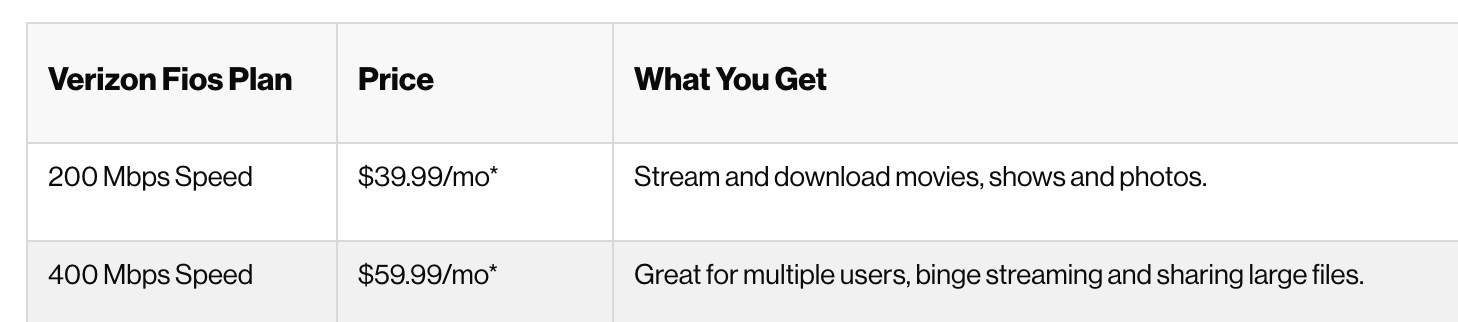 Verizon Fios Plan Price What You Get
200 Mbps Speed $39.99/mo* Stream and download movies, shows and photos.
400 Mbps Speed $59.99/mo* Great for multiple users, binge streaming and sharing large files.